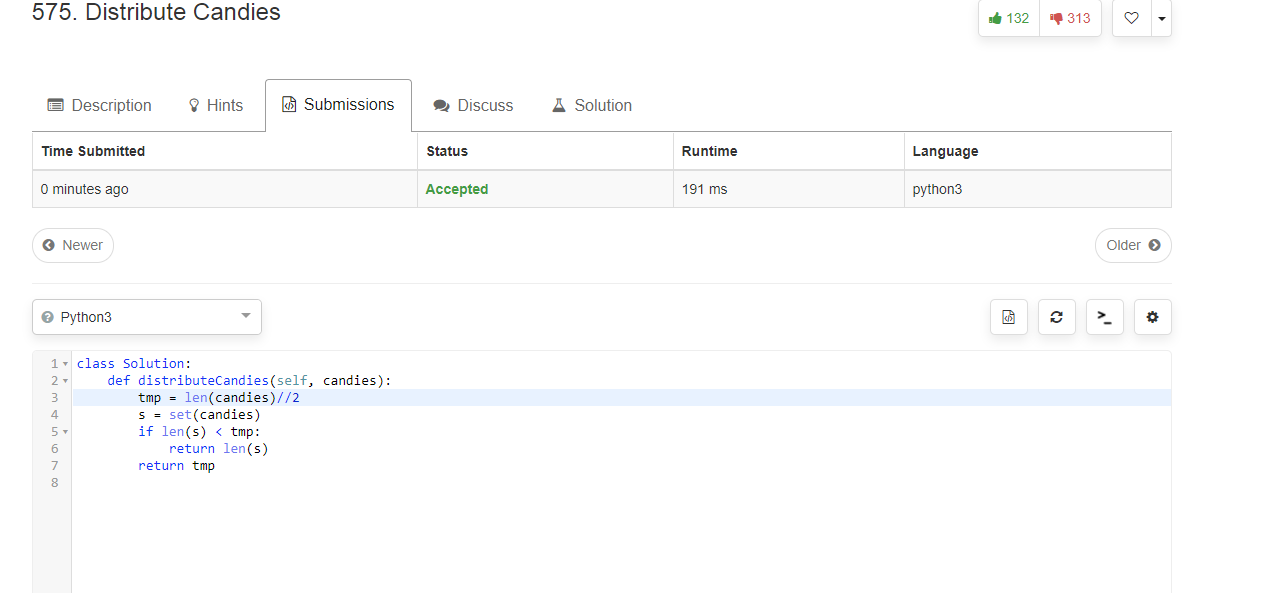 575. Distribute Candies
132 313
Description Hints Submissions Discuss Solution
Time Submitted Status Runtime Language
0 minutes ago Accepted 191 ms python3
Newer Older
Python3
1 class Solution:
2     def distributeCandies(self, candies):
3         tmp = len(candies)//2
4         s = set(candies)
5         if len(s) < tmp:
6             return len(s)
7         return tmp
8